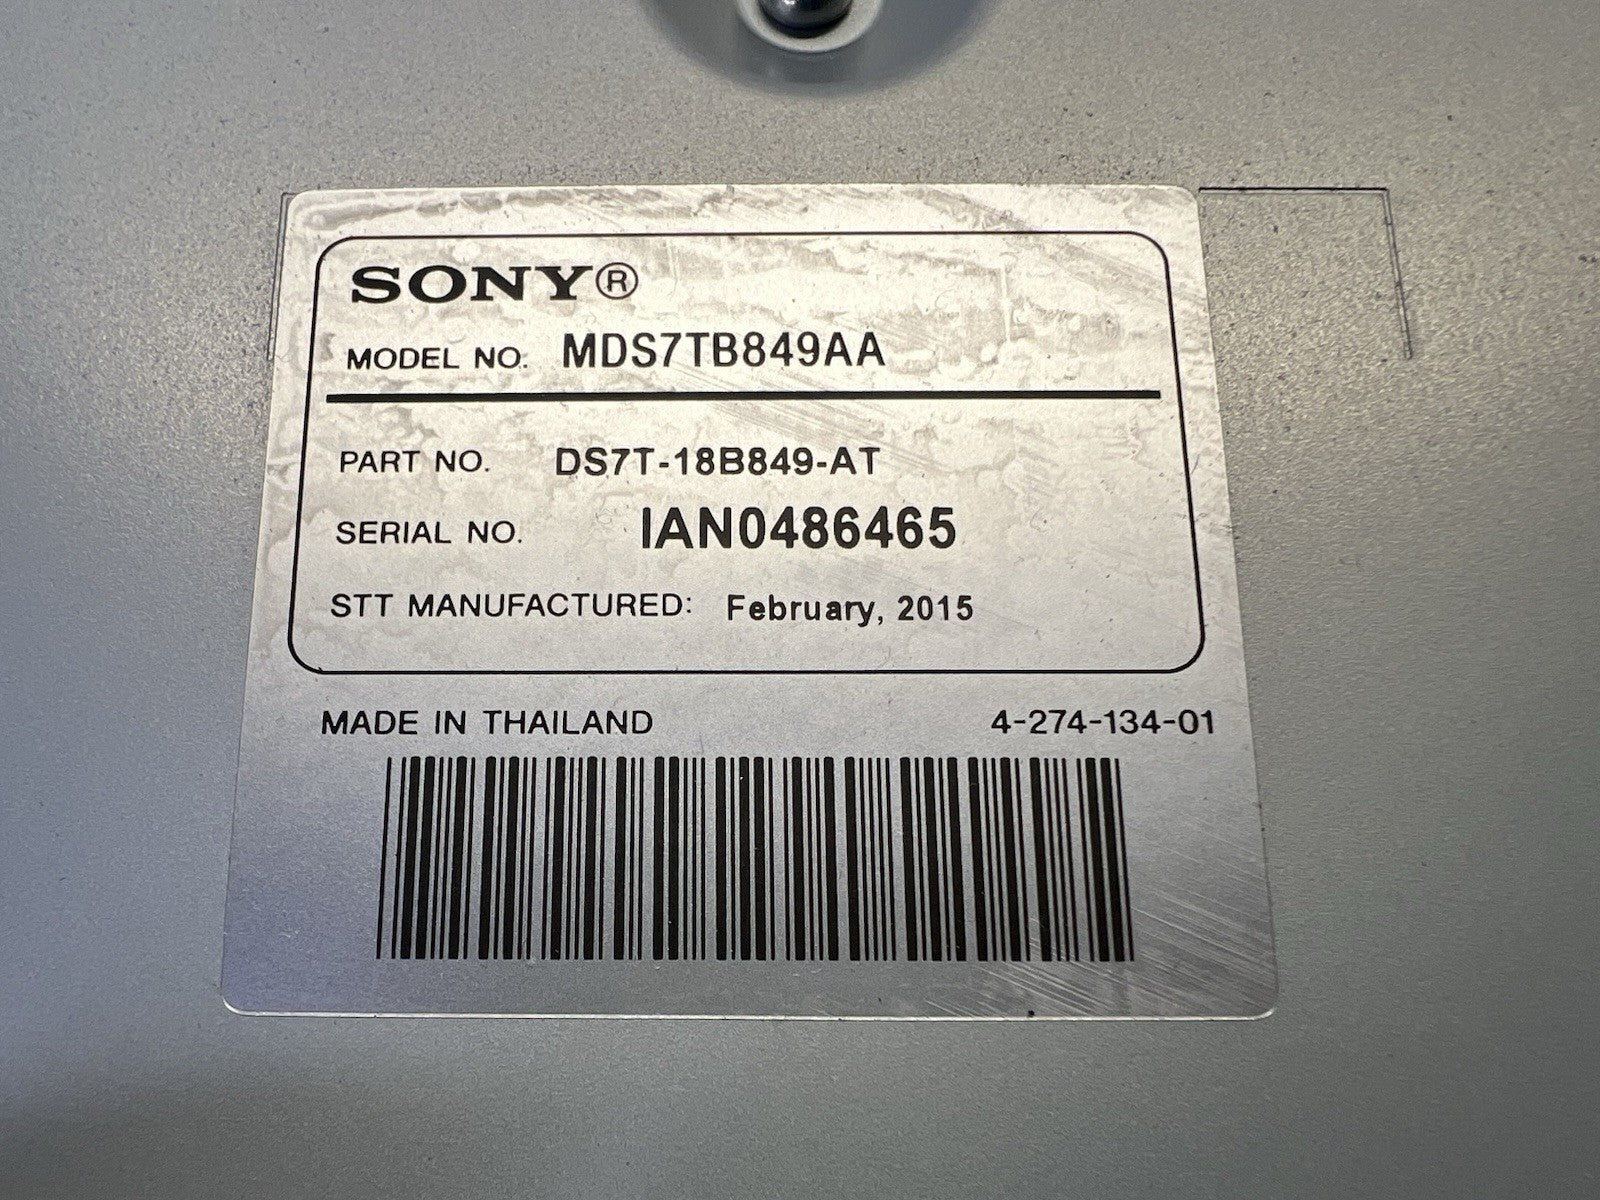 SONY®
MODEL NO. MDS7TB849AA
PART NO. DS7T-18B849-AT
SERIAL NO. IAN0486465
STT MANUFACTURED: February, 2015
MADE IN THAILAND 4-274-134-01